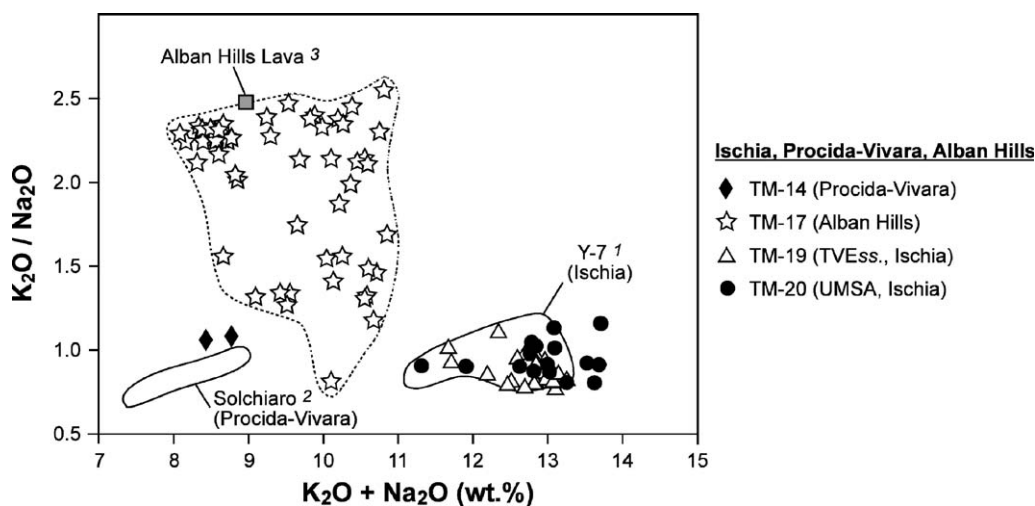 K₂O / Na₂O
2.5
2.0
1.5
1.0
0.5
Alban Hills Lava 3
Y-7 1
(Ischia)
Solchiaro 2
(Procida-Vivara)
7 8 9 10 11 12 13 14 15
K₂O + Na₂O (wt.%)
Ischia, Procida-Vivara, Alban Hills
TM-14 (Procida-Vivara)
TM-17 (Alban Hills)
TM-19 (TVEss., Ischia)
TM-20 (UMSA, Ischia)